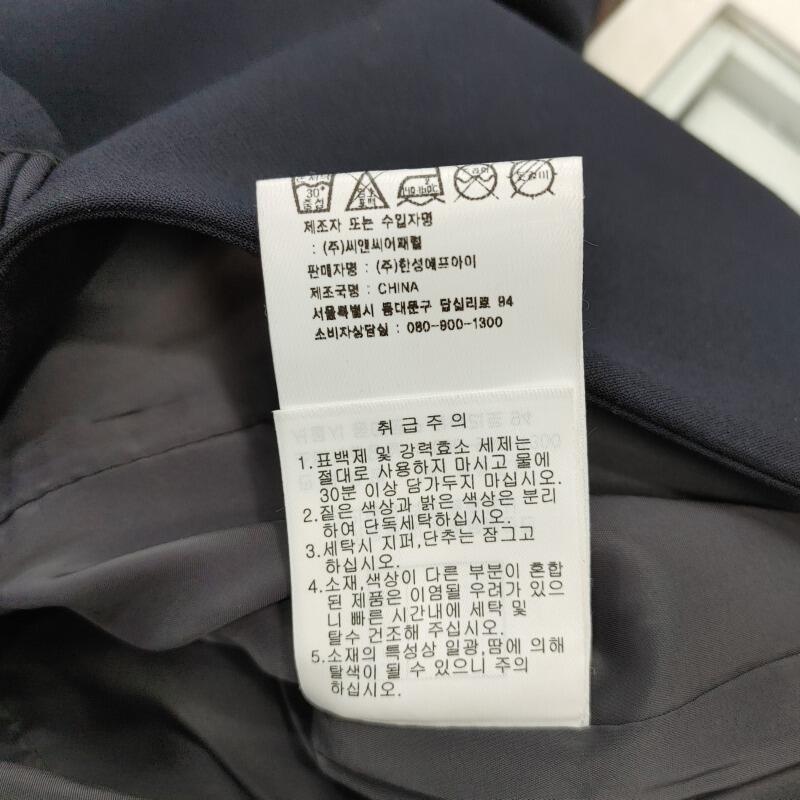 30°
중성
표백
140-160℃
드라이
제조자 또는 수입자명
: (주)씨앤씨어패럴
판매자명 : (주)한성에프아이
제조국명 : CHINA
서울특별시 동대문구 답십리로 94
소비자상담실 : 080-900-1300
취급주의
1. 표백제 및 강력효소 세제는
절대로 사용하지 마시고 물에
30분 이상 담가두지 마십시오.
2. 짙은 색상과 밝은 색상은 분리
하여 단독세탁하십시오.
3. 세탁시 지퍼,단추는 잠그고
하십시오.
4. 소재,색상이 다른 부분이 혼합
된 제품은 이염될 우려가 있으
니 빠른 시간내에 세탁 및
탈수 건조해 주십시오.
5. 소재의 특성상 일광,땀에 의해
탈색이 될 수 있으니 주의
하십시오.